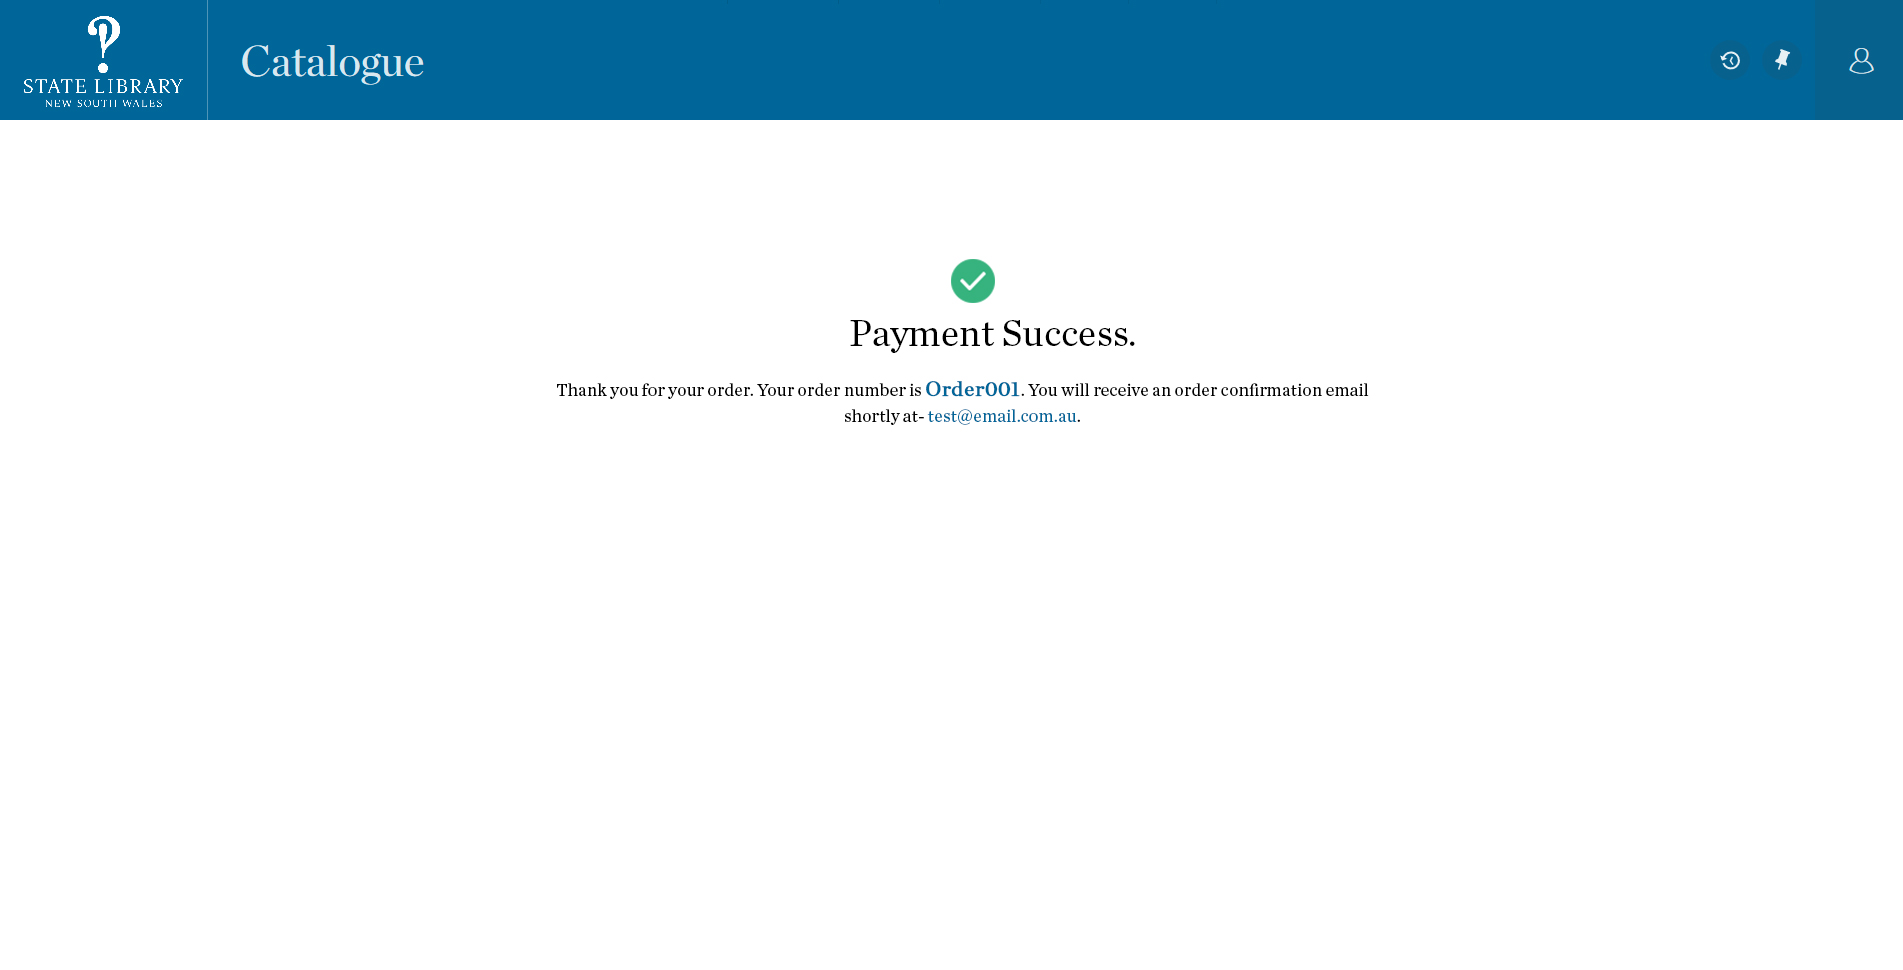 STATE LIBRARY
NEW SOUTH WALES
Catalogue
Payment Success.
Thank you for your order. Your order number is Order001. You will receive an order confirmation email
shortly at- test@email.com.au.